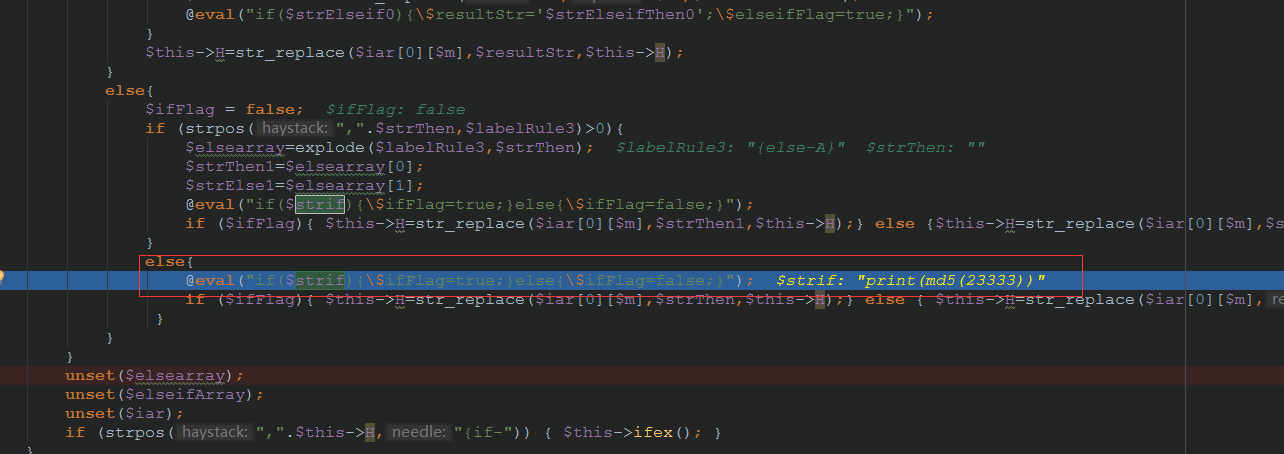 @eval("if($strElseif0){\$resultStr='$strElseifThen0';\$elseifFlag=true;}");
}
$this->H=str_replace($iar[0][$m],$resultStr,$this->H);
}
else{
$ifFlag = false;  $ifFlag: false
if (strpos( haystack: ",".$strThen,$labelRule3)>0){
$elsearray=explode($labelRule3,$strThen);  $labelRule3: "{else-A}"  $strThen: ""
$strThen1=$elsearray[0];
$strElse1=$elsearray[1];
@eval("if($strif){\$ifFlag=true;}else{\$ifFlag=false;}");
if ($ifFlag){ $this->H=str_replace($iar[0][$m],$strThen1,$this->H);} else {$this->H=str_replace($iar[0][$m],$s
}
else{
@eval("if($strif){\$ifFlag=true;}else{\$ifFlag=false;}");  $strif: "print(md5(23333))"
if ($ifFlag){ $this->H=str_replace($iar[0][$m],$strThen,$this->H);} else { $this->H=str_replace($iar[0][$m], re
}
}
}
unset($elsearray);
unset($elseifArray);
unset($iar);
if (strpos( haystack: ",".$this->H, needle: "{if-")) { $this->ifex(); }
}